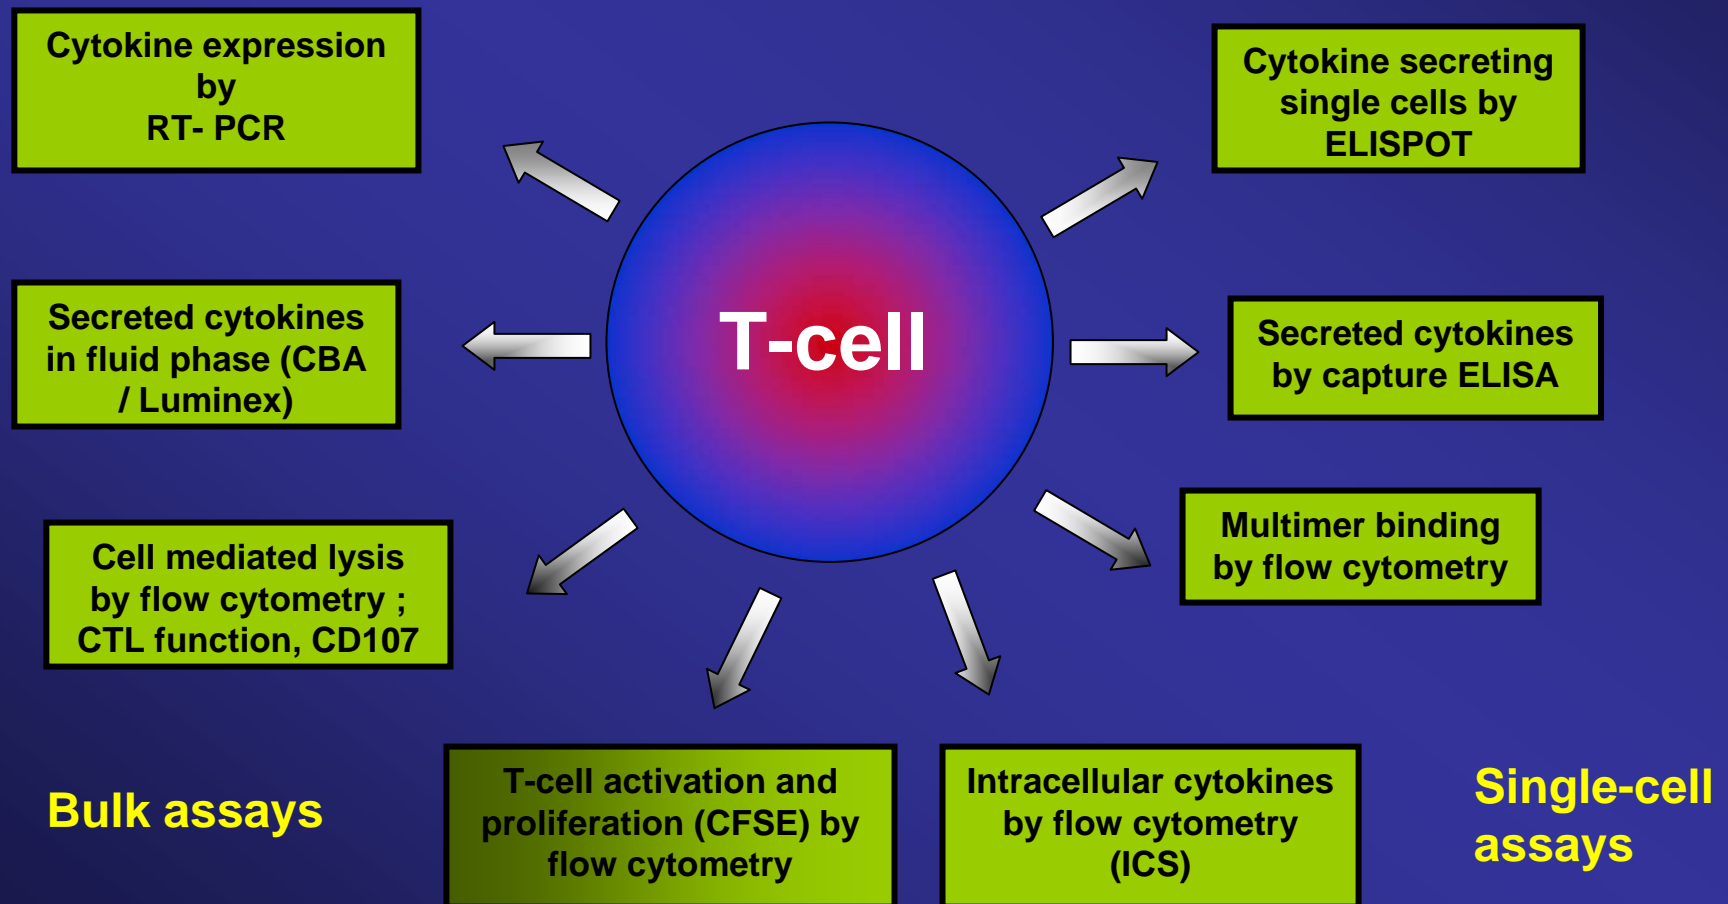 Cytokine expression
by
RT- PCR
Cytokine secreting
single cells by
ELISPOT
T-cell
Secreted cytokines
in fluid phase (CBA
/ Luminex)
Secreted cytokines
by capture ELISA
Cell mediated lysis
by flow cytometry ;
CTL function, CD107
Multimer binding
by flow cytometry
Bulk assays
T-cell activation and
proliferation (CFSE) by
flow cytometry
Intracellular cytokines
by flow cytometry
(ICS)
Single-cell
assays